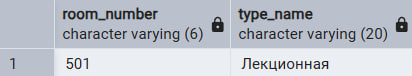 room_number type_name
character varying (6) character varying (20)
1 501 Лекционная